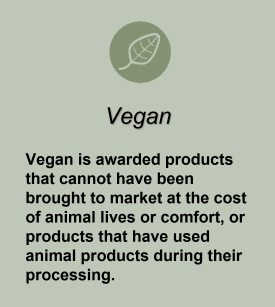 Vegan
Vegan is awarded products
that cannot have been
brought to market at the cost
of animal lives or comfort, or
products that have used
animal products during their
processing.